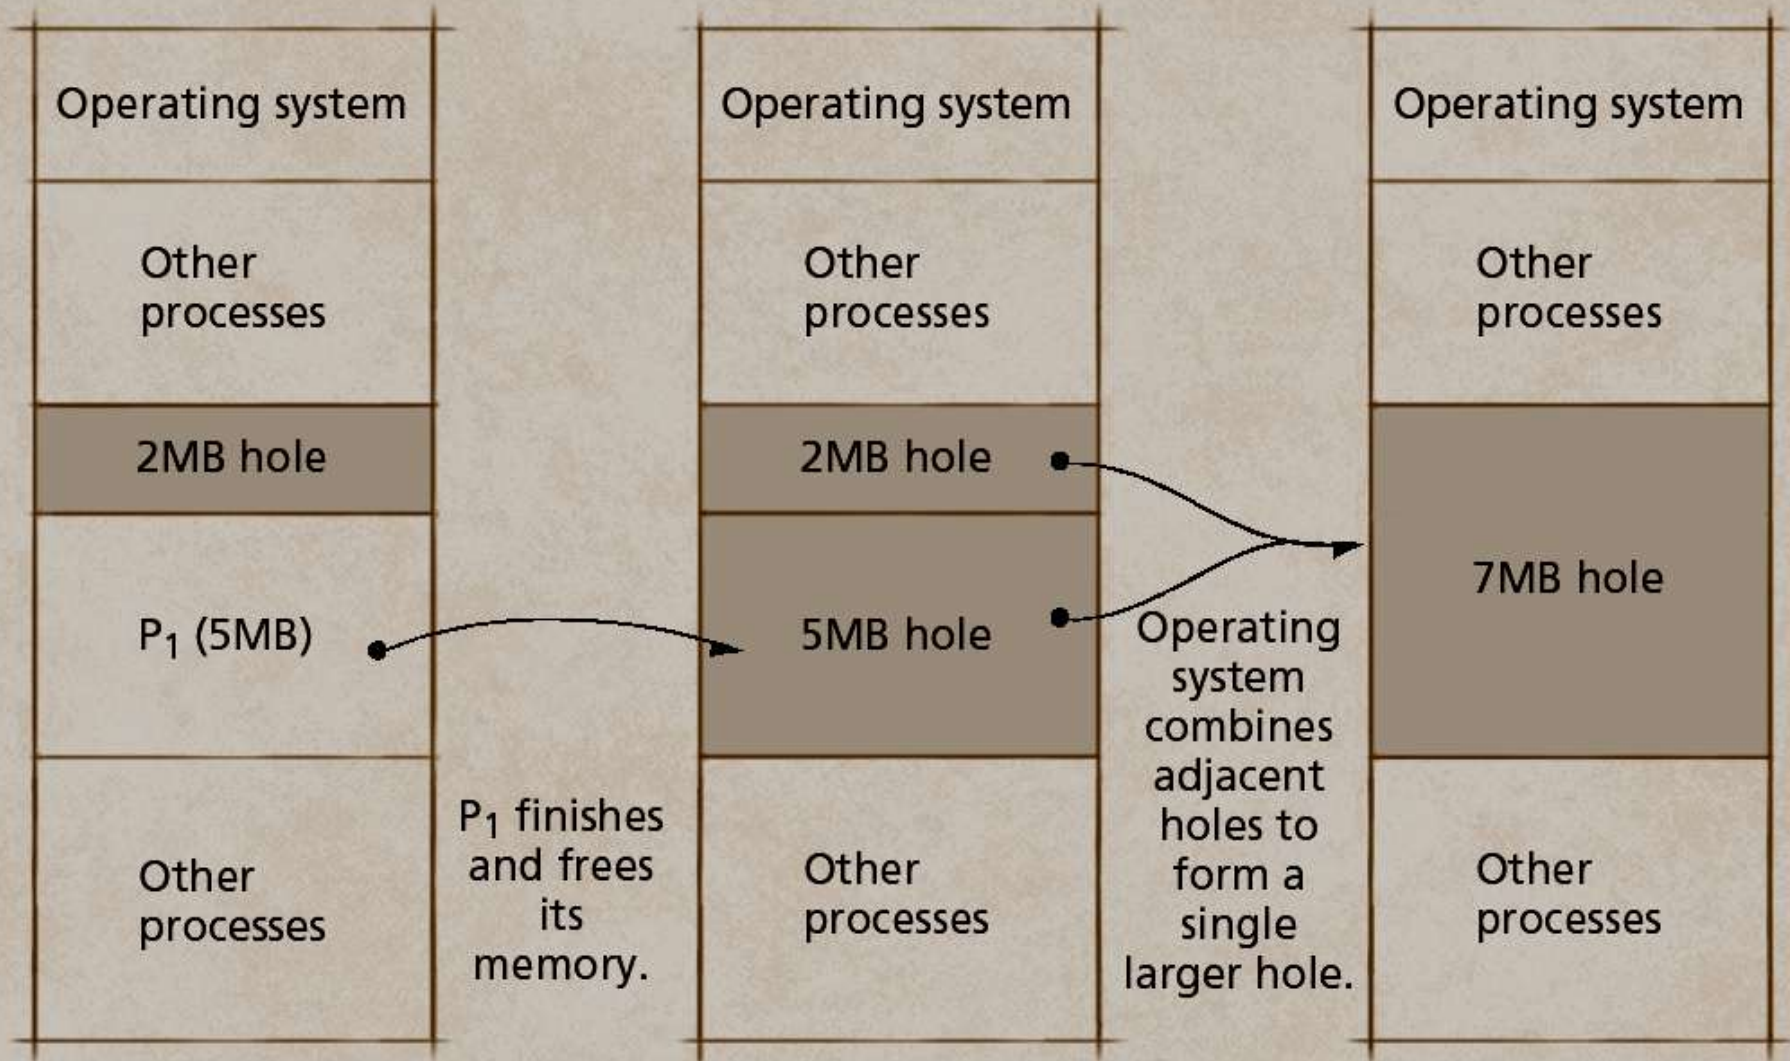 Operating system
Other
processes
2MB hole
P₁ (5MB)
Other
processes
P₁ finishes
and frees
its
memory.
Operating system
Other
processes
2MB hole
5MB hole
Other
processes
Operating
system
combines
adjacent
holes to
form a
single
larger hole.
Operating system
Other
processes
7MB hole
Other
processes